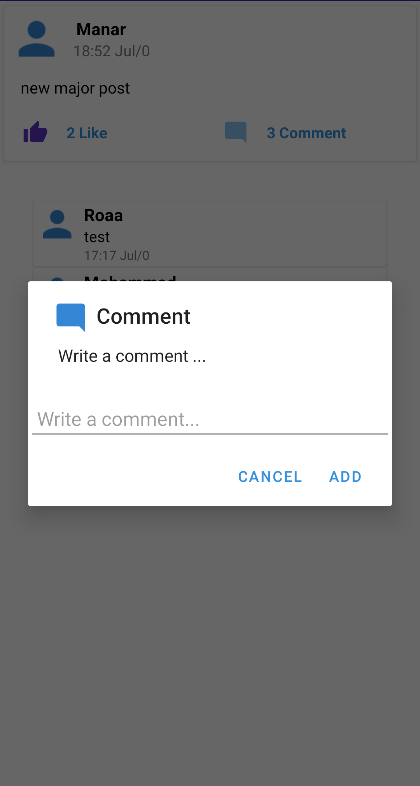 Manar
18:52 Jul/0
new major post
2 Like
3 Comment
Roaa
test
17:17 Jul/0
Mohammed
Comment
Write a comment ...
Write a comment...
CANCEL
ADD